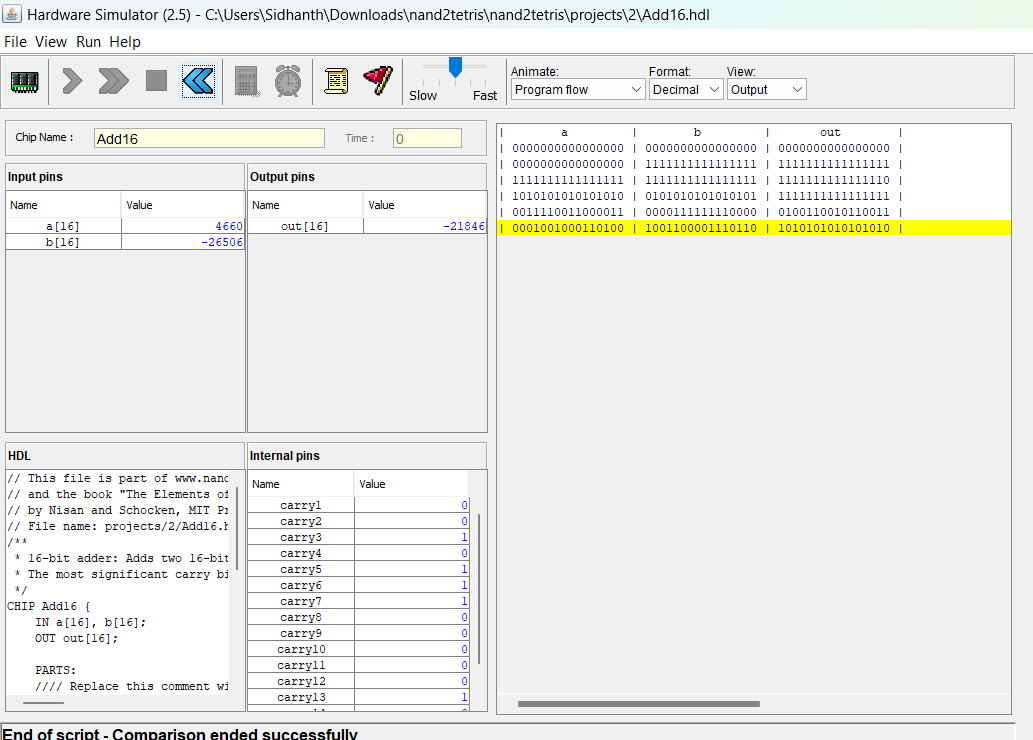 Hardware Simulator (2.5) - C:\Users\Sidhanth\Downloads\nand2tetris\nand2tetris\projects\2\Add16.hdl
File View Run Help
Slow Fast
Animate: Format: View:
Program flow Decimal Output
Chip Name : Add16 Time : 0
Input pins
Name Value
a[16] 4660
b[16] -26506
Output pins
Name Value
out[16] -21846
HDL
// This file is part of www.nand
// and the book "The Elements of
// by Nisan and Schocken, MIT Pr
// File name: projects/2/Add16.h
/**
* 16-bit adder: Adds two 16-bit
* The most significant carry bi
*/
CHIP Add16 {
IN a[16], b[16];
OUT out[16];
PARTS:
//// Replace this comment wi
Internal pins
Name Value
carry1 0
carry2 0
carry3 1
carry4 0
carry5 1
carry6 1
carry7 1
carry8 0
carry9 0
carry10 0
carry11 0
carry12 0
carry13 1
| a | b | out |
| 0000000000000000 | 0000000000000000 | 0000000000000000 |
| 0000000000000000 | 1111111111111111 | 1111111111111111 |
| 1111111111111111 | 1111111111111111 | 1111111111111110 |
| 1010101010101010 | 0101010101010101 | 1111111111111111 |
| 0011110011000011 | 0000111111110000 | 0100110010110011 |
| 0001001000110100 | 1001100001110110 | 1010101010101010 |
End of script - Comparison ended successfully